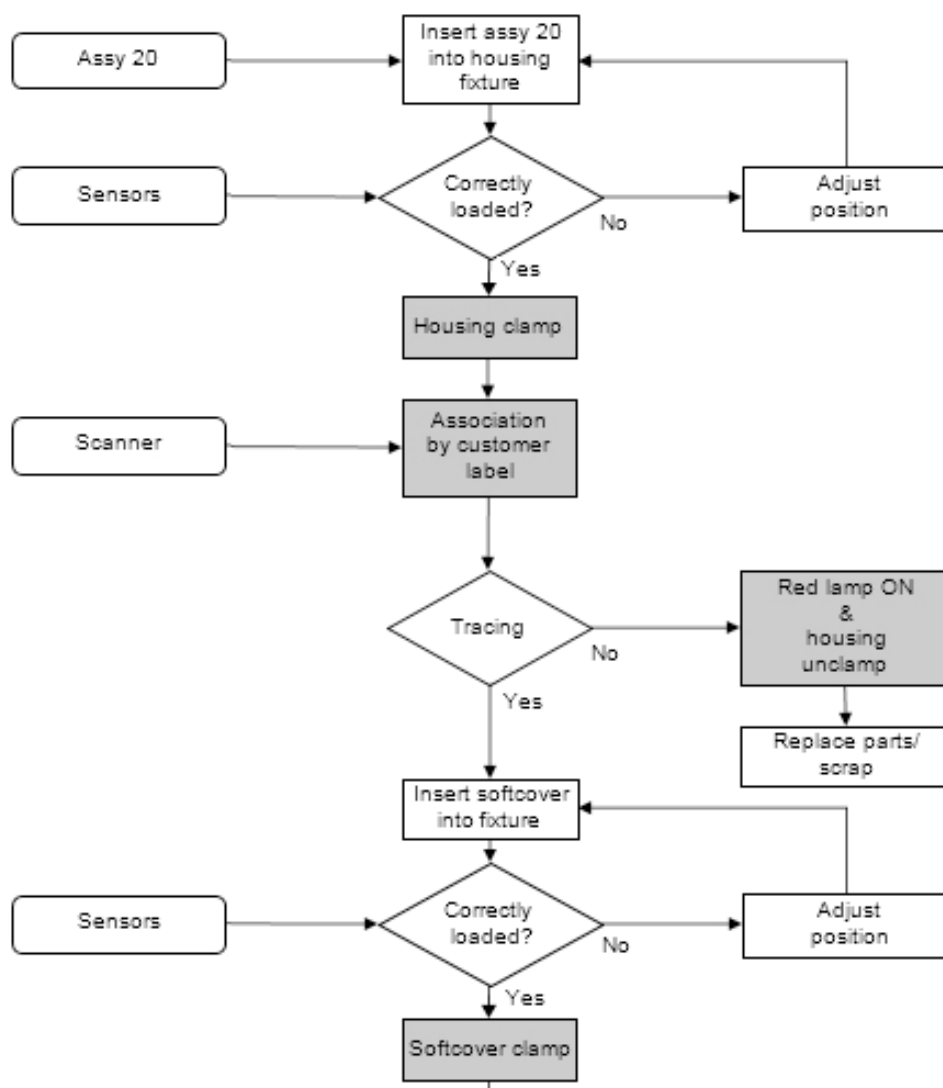 Assy 20
Insert assy 20
into housing
fixture
Sensors
Correctly
loaded?
No
Adjust
position
Yes
Housing clamp
Scanner
Association
by customer
label
Tracing
No
Red lamp ON
&
housing
unclamp
Yes
Replace parts/
scrap
Insert softcover
into fixture
Sensors
Correctly
loaded?
No
Adjust
position
Yes
Softcover clamp